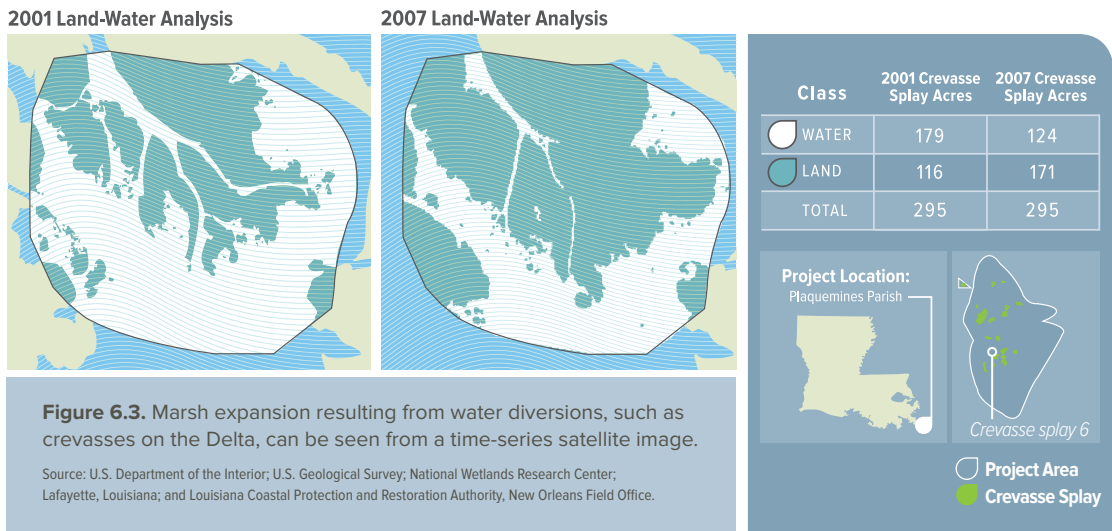 2001 Land-Water Analysis
2007 Land-Water Analysis
Class
2001 Crevasse
Splay Acres
2007 Crevasse
Splay Acres
WATER 179 124
LAND 116 171
TOTAL 295 295
Project Location:
Plaquemines Parish
Crevasse splay 6
Project Area
Crevasse Splay
Figure 6.3. Marsh expansion resulting from water diversions, such as
crevasses on the Delta, can be seen from a time-series satellite image.
Source: U.S. Department of the Interior; U.S. Geological Survey; National Wetlands Research Center;
Lafayette, Louisiana; and Louisiana Coastal Protection and Restoration Authority, New Orleans Field Office.